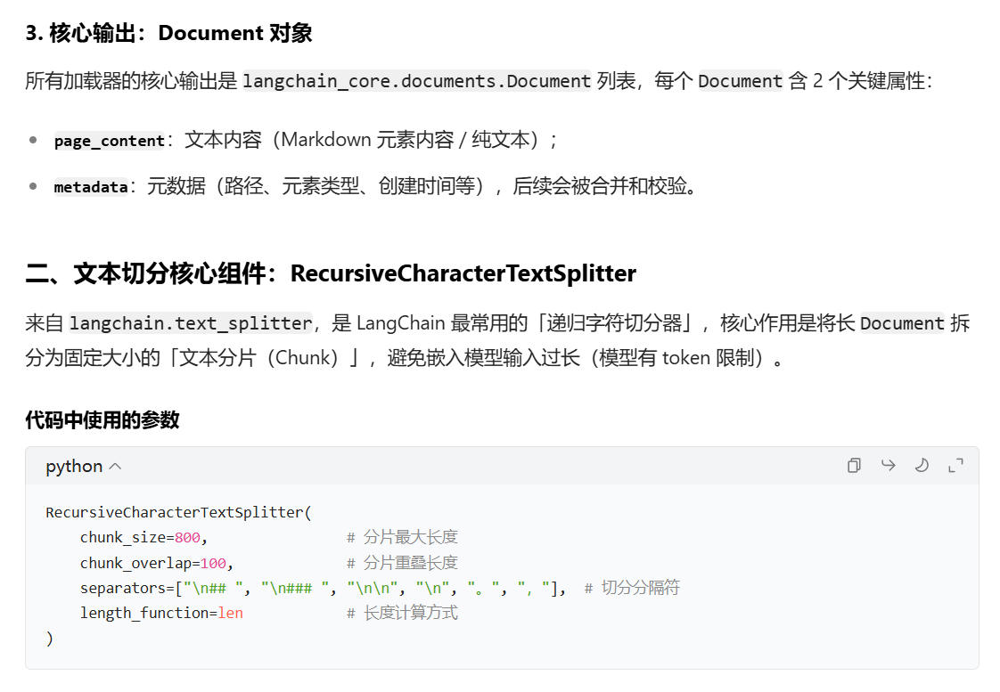 3. 核心输出：Document 对象
所有加载器的核心输出是 langchain_core.documents.Document 列表，每个 Document 含 2 个关键属性：
page_content：文本内容（Markdown 元素内容 / 纯文本）；
metadata：元数据（路径、元素类型、创建时间等），后续会被合并和校验。
二、文本切分核心组件：RecursiveCharacterTextSplitter
来自 langchain.text_splitter，是 LangChain 最常用的「递归字符切分器」，核心作用是将长 Document 拆
分为固定大小的「文本分片（Chunk）」，避免嵌入模型输入过长（模型有 token 限制）。
代码中使用的参数
python
RecursiveCharacterTextSplitter(
    chunk_size=800,                # 分片最大长度
    chunk_overlap=100,             # 分片重叠长度
    separators=["\n## ", "\n### ", "\n\n", "\n", "。", "，"],  # 切分分隔符
    length_function=len            # 长度计算方式
)